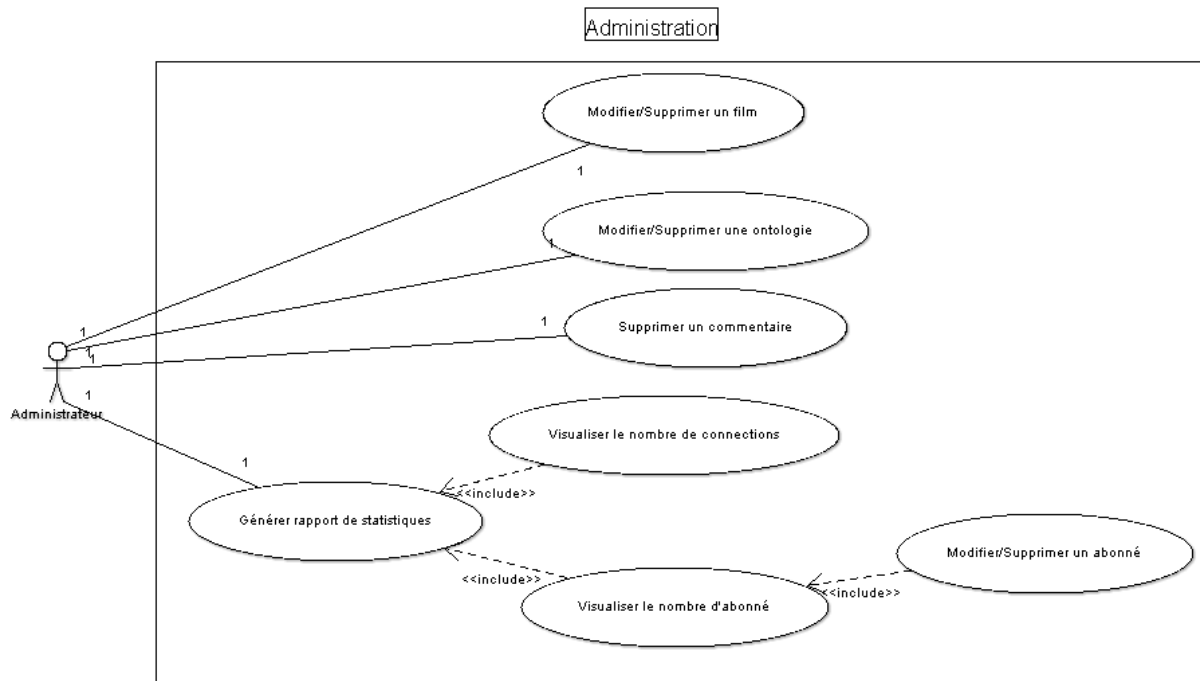 Administration
Modifier/Supprimer un film
1
Modifier/Supprimer une ontologie
1
Supprimer un commentaire
1
1
1
1
1
Administrateur
Visualiser le nombre de connections
1
<<include>>
Générer rapport de statistiques
Modifier/Supprimer un abonné
<<include>>
<<include>>
Visualiser le nombre d'abonné